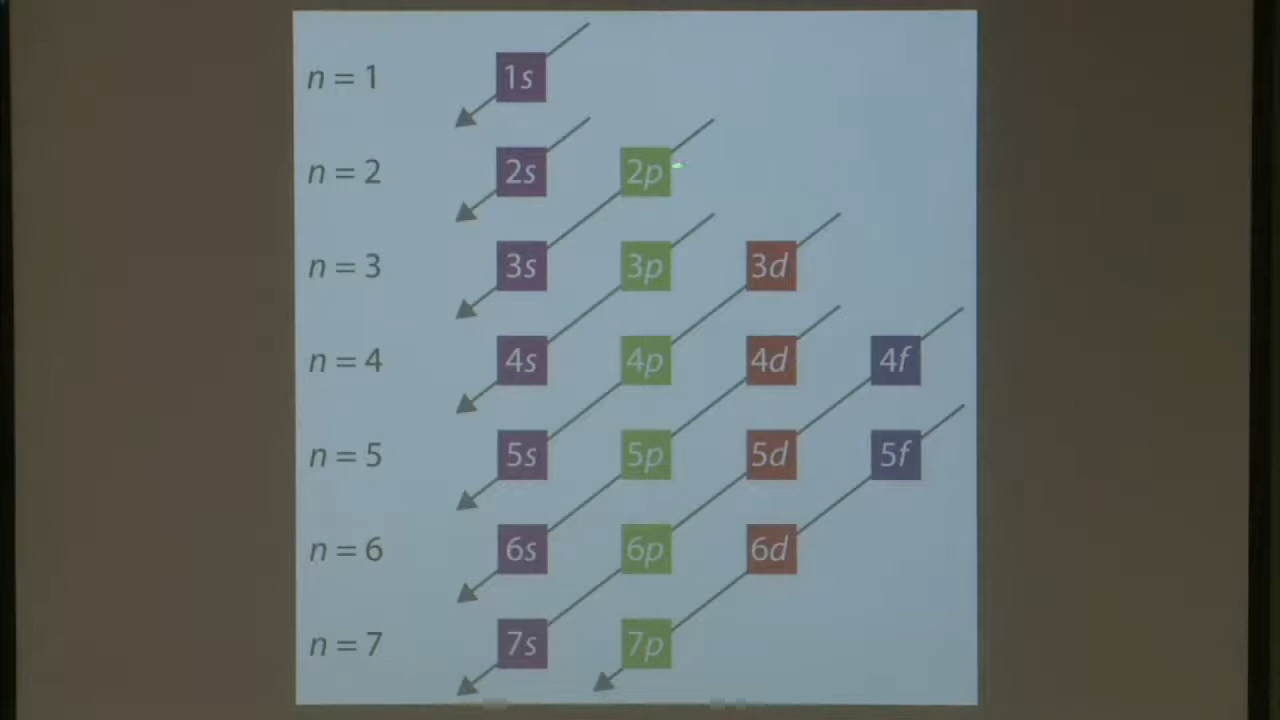 n = 1 1s
n = 2 2s 2p
n = 3 3s 3p 3d
n = 4 4s 4p 4d 4f
n = 5 5s 5p 5d 5f
n = 6 6s 6p 6d
n = 7 7s 7p